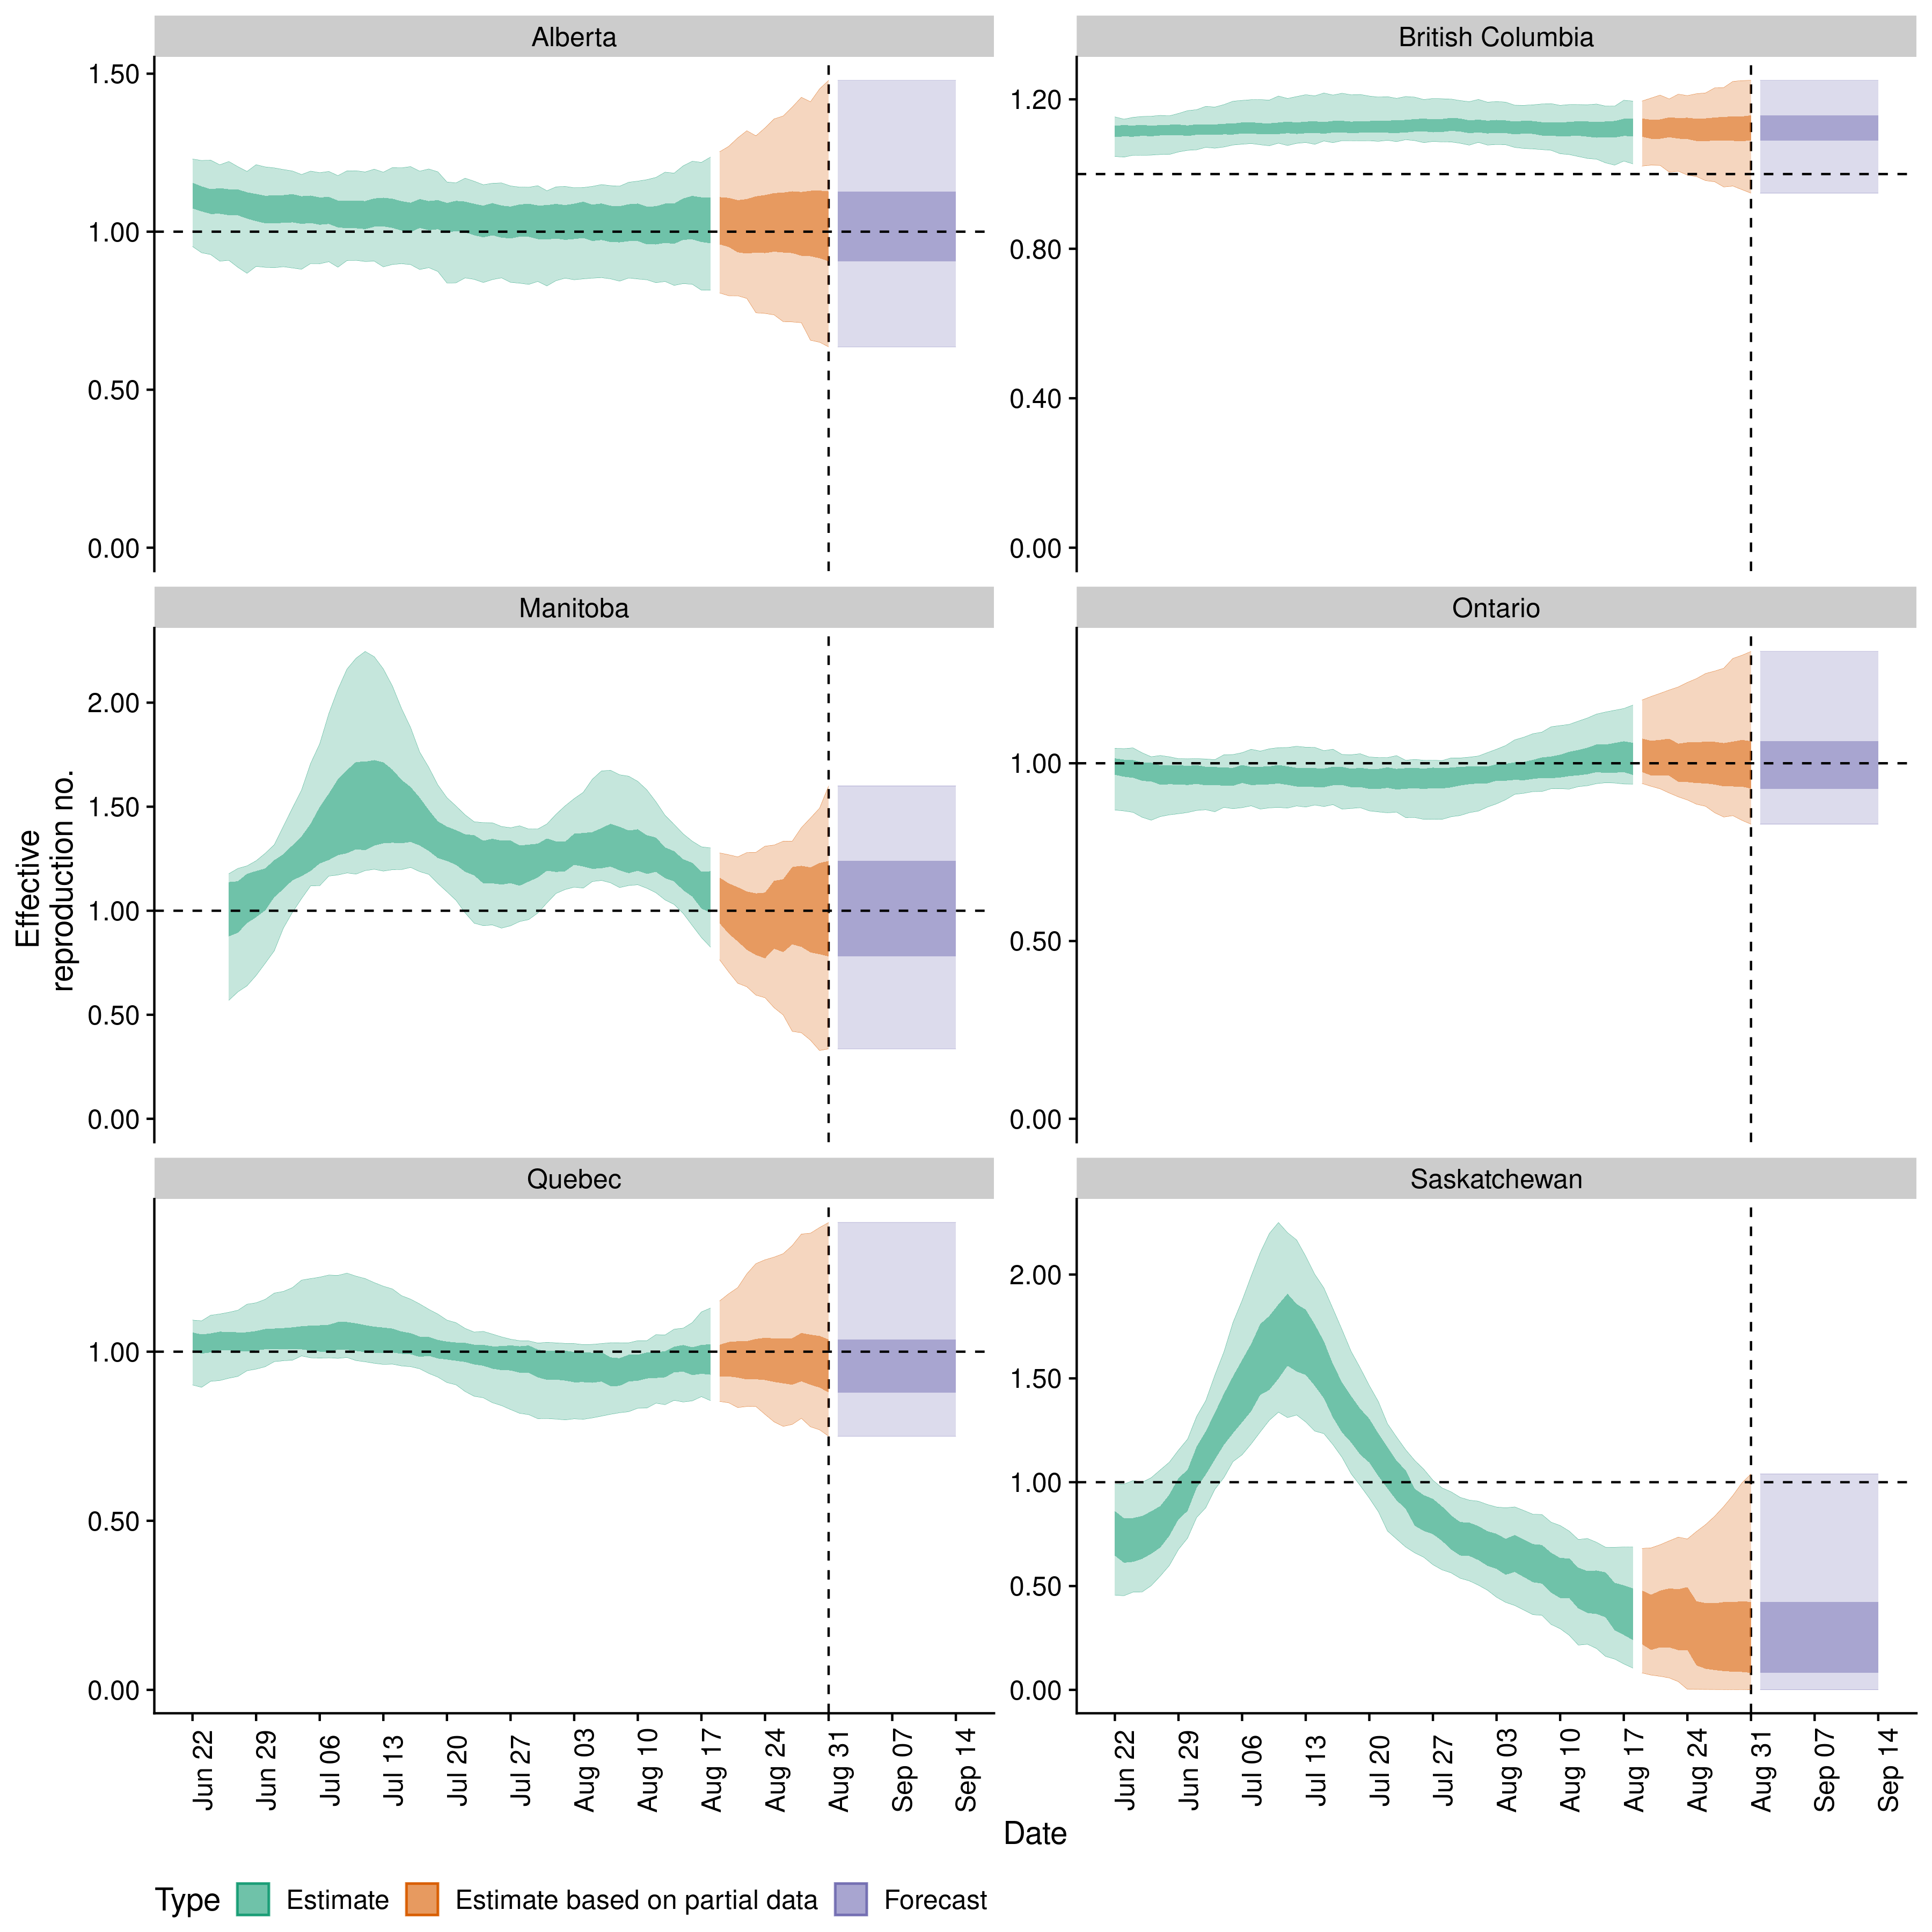 Alberta
British Columbia
1.50
1.00
0.50
0.00
1.20
0.80
0.40
0.00
Manitoba
Ontario
2.00
1.50
1.00
0.50
0.00
1.00
0.50
0.00
Effective
reproduction no.
Quebec
Saskatchewan
1.00
0.50
0.00
2.00
1.50
1.00
0.50
0.00
Jun 22
Jun 29
Jul 06
Jul 13
Jul 20
Jul 27
Aug 03
Aug 10
Aug 17
Aug 24
Aug 31
Sep 07
Sep 14
Jun 22
Jun 29
Jul 06
Jul 13
Jul 20
Jul 27
Aug 03
Aug 10
Aug 17
Aug 24
Aug 31
Sep 07
Sep 14
Date
Type Estimate Estimate based on partial data Forecast